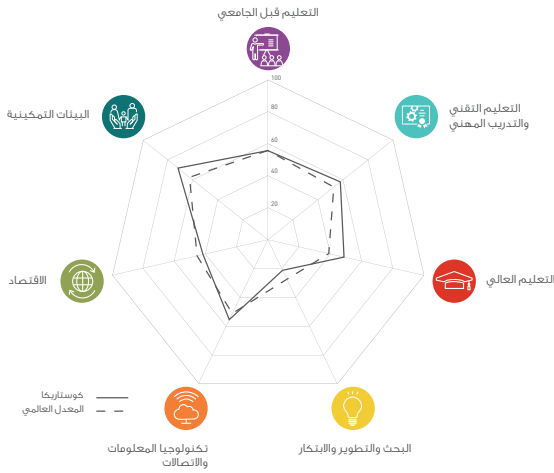 التعليم قبل الجامعي
100
80
60
40
20
التعليم التقني
والتدريب المهني
البيئات التمكينية
التعليم العالي
الاقتصاد
كوستاريكا
المعدل العالمي
البحث والتطوير والابتكار
تكنولوجيا المعلومات
والاتصالات